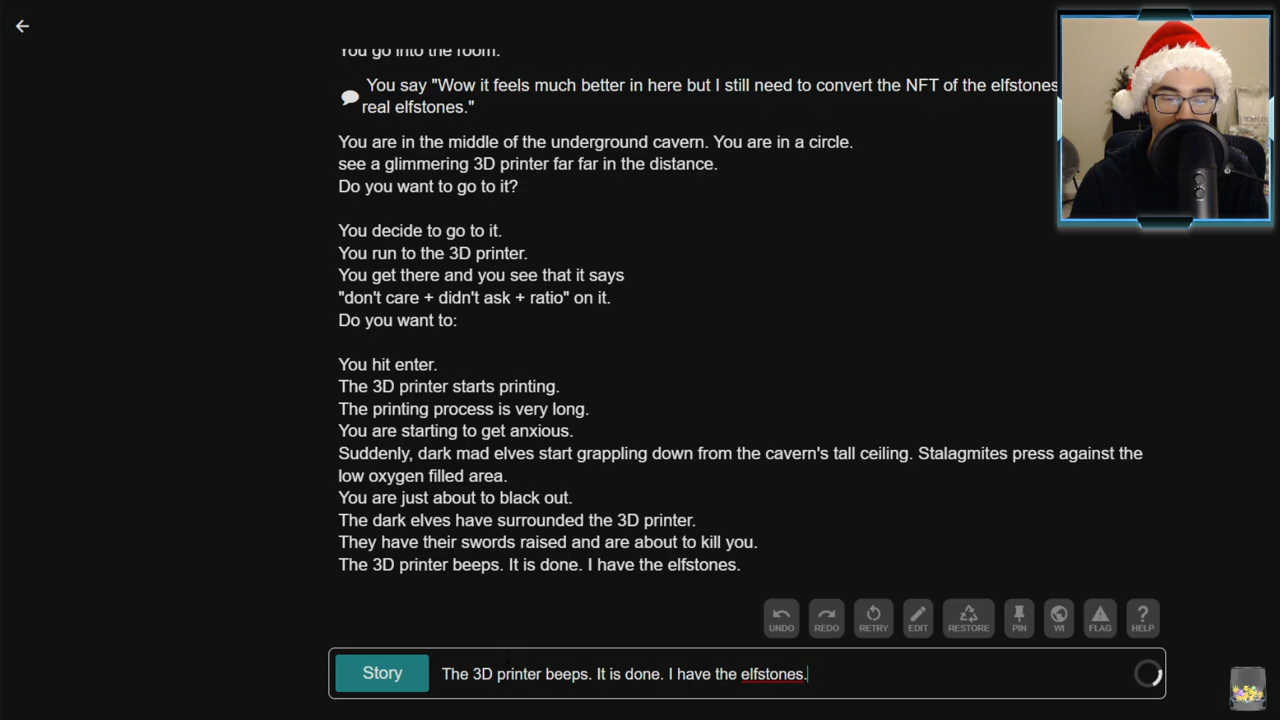 You go into the room.
You say "Wow it feels much better in here but I still need to convert the NFT of the elfstones
real elfstones."
You are in the middle of the underground cavern. You are in a circle.
see a glimmering 3D printer far far in the distance.
Do you want to go to it?
You decide to go to it.
You run to the 3D printer.
You get there and you see that it says
"don't care + didn't ask + ratio" on it.
Do you want to:
You hit enter.
The 3D printer starts printing.
The printing process is very long.
You are starting to get anxious.
Suddenly, dark mad elves start grappling down from the cavern's tall ceiling. Stalagmites press against the
low oxygen filled area.
You are just about to black out.
The dark elves have surrounded the 3D printer.
They have their swords raised and are about to kill you.
The 3D printer beeps. It is done. I have the elfstones.
UNDO REDO RETRY EDIT RESTORE PIN WI FLAG HELP
Story The 3D printer beeps. It is done. I have the elfstones.